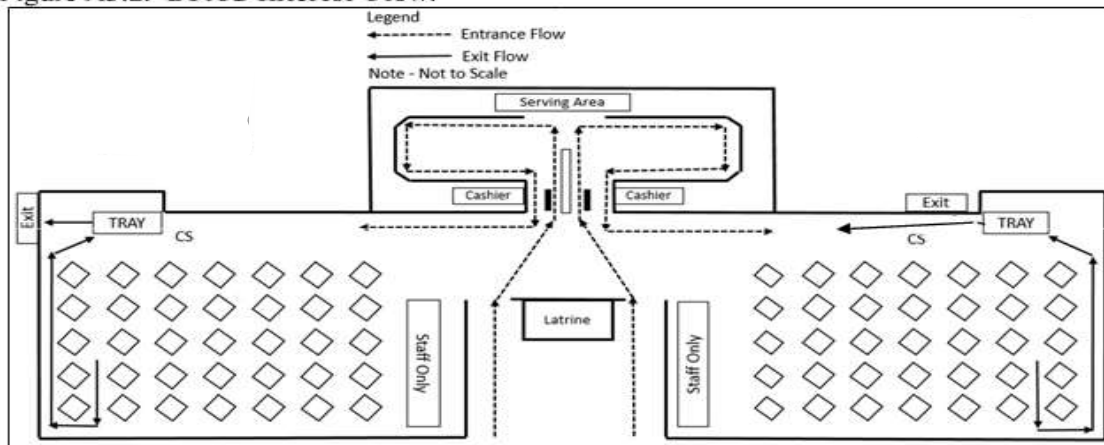 Legend
Entrance Flow
Exit Flow
Note - Not to Scale
Serving Area
Cashier
Cashier
Exit
TRAY
CS
Exit
TRAY
CS
Staff Only
Latrine
Staff Only